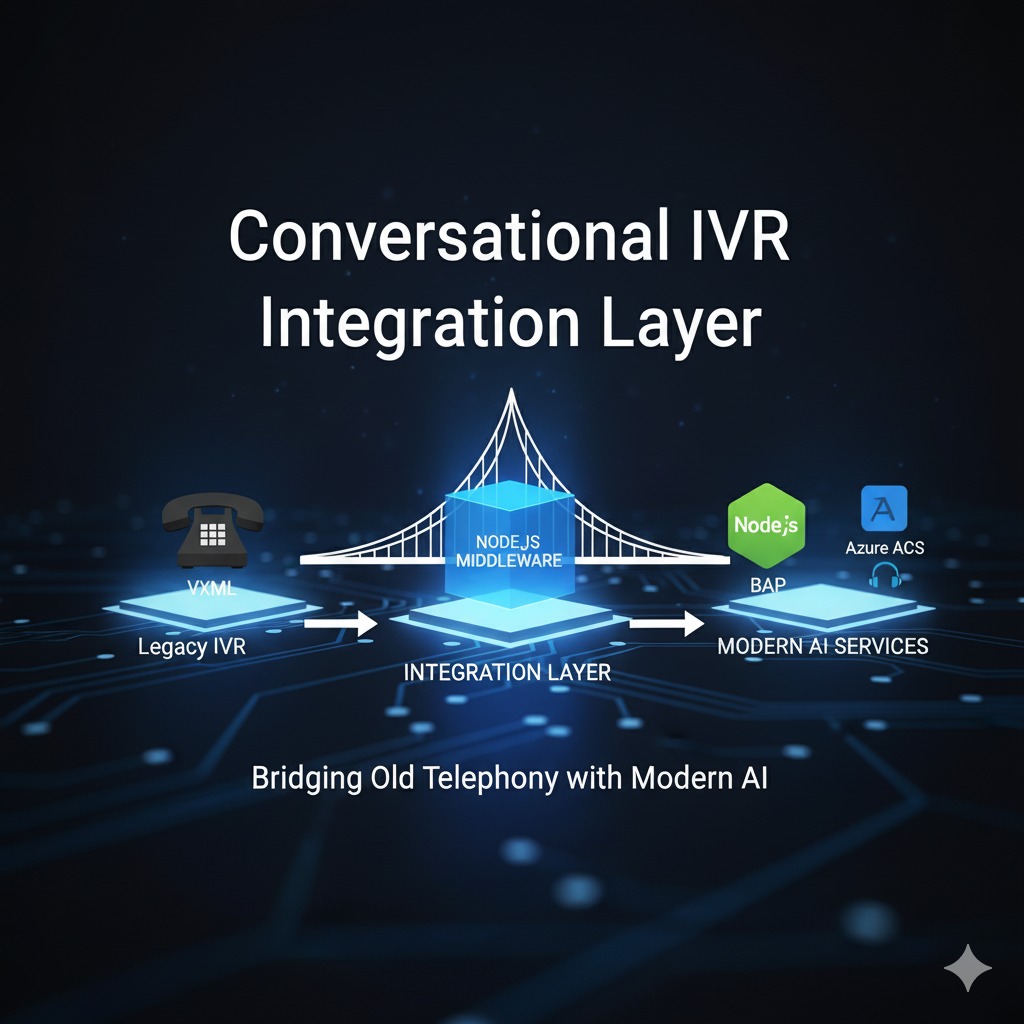 Conversational IVR
Integration Layer
NODE.JS
MIDDLEWARE
Nodejs
Azure ACS
VXML
BAP
Legacy IVR
MODERN AI SERVICES
INTEGRATION LAYER
Bridging Old Telephony with Modern AI